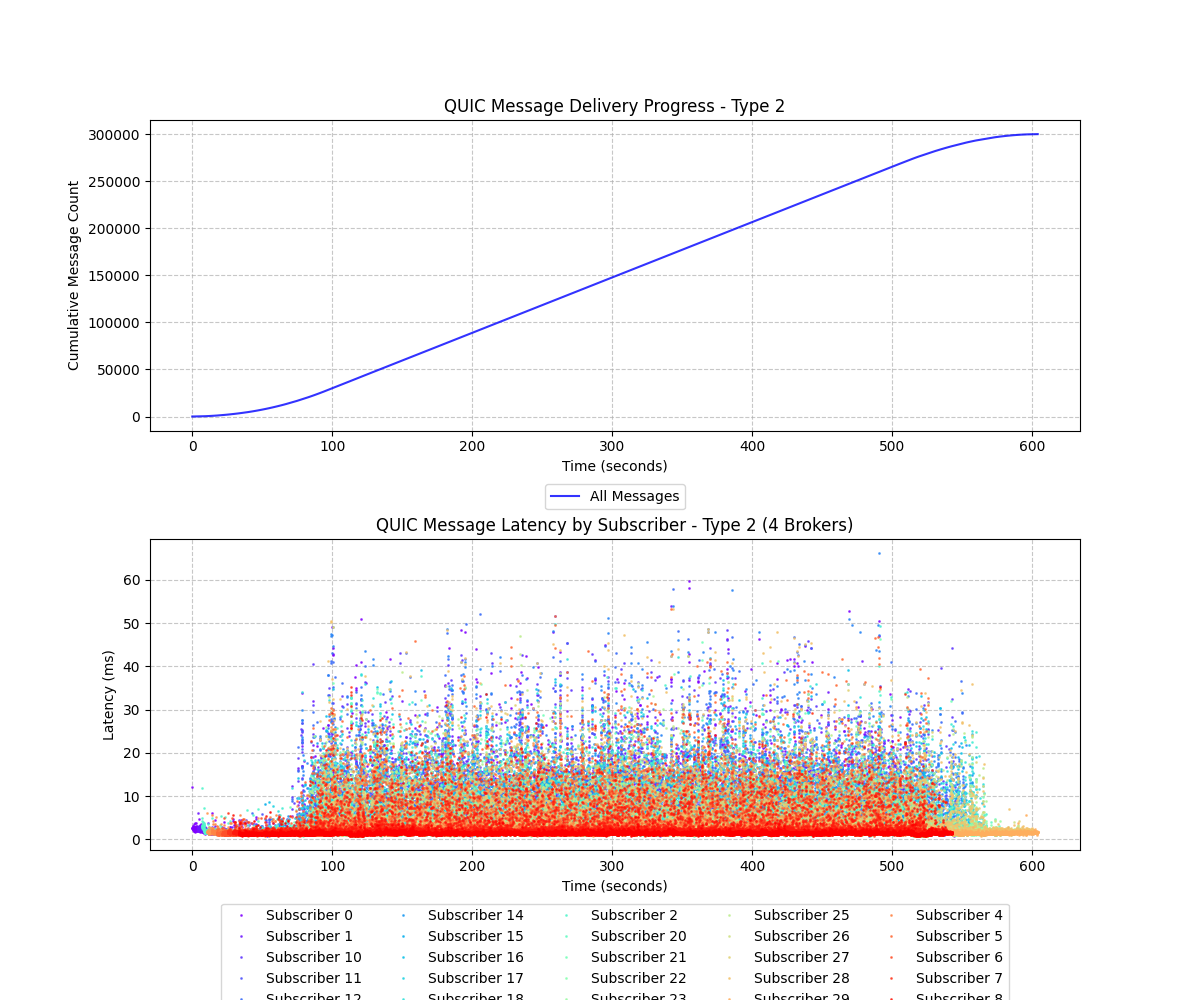 QUIC Message Delivery Progress - Type 2
300000
250000
200000
150000
100000
50000
0
Cumulative Message Count
0 100 200 300 400 500 600
Time (seconds)
All Messages
QUIC Message Latency by Subscriber - Type 2 (4 Brokers)
60
50
40
30
20
10
0
Latency (ms)
0 100 200 300 400 500 600
Time (seconds)
Subscriber 0 Subscriber 14 Subscriber 2 Subscriber 25 Subscriber 4
Subscriber 1 Subscriber 15 Subscriber 20 Subscriber 26 Subscriber 5
Subscriber 10 Subscriber 16 Subscriber 21 Subscriber 27 Subscriber 6
Subscriber 11 Subscriber 17 Subscriber 22 Subscriber 28 Subscriber 7
Subscriber 12 Subscriber 18 Subscriber 23 Subscriber 29 Subscriber 8